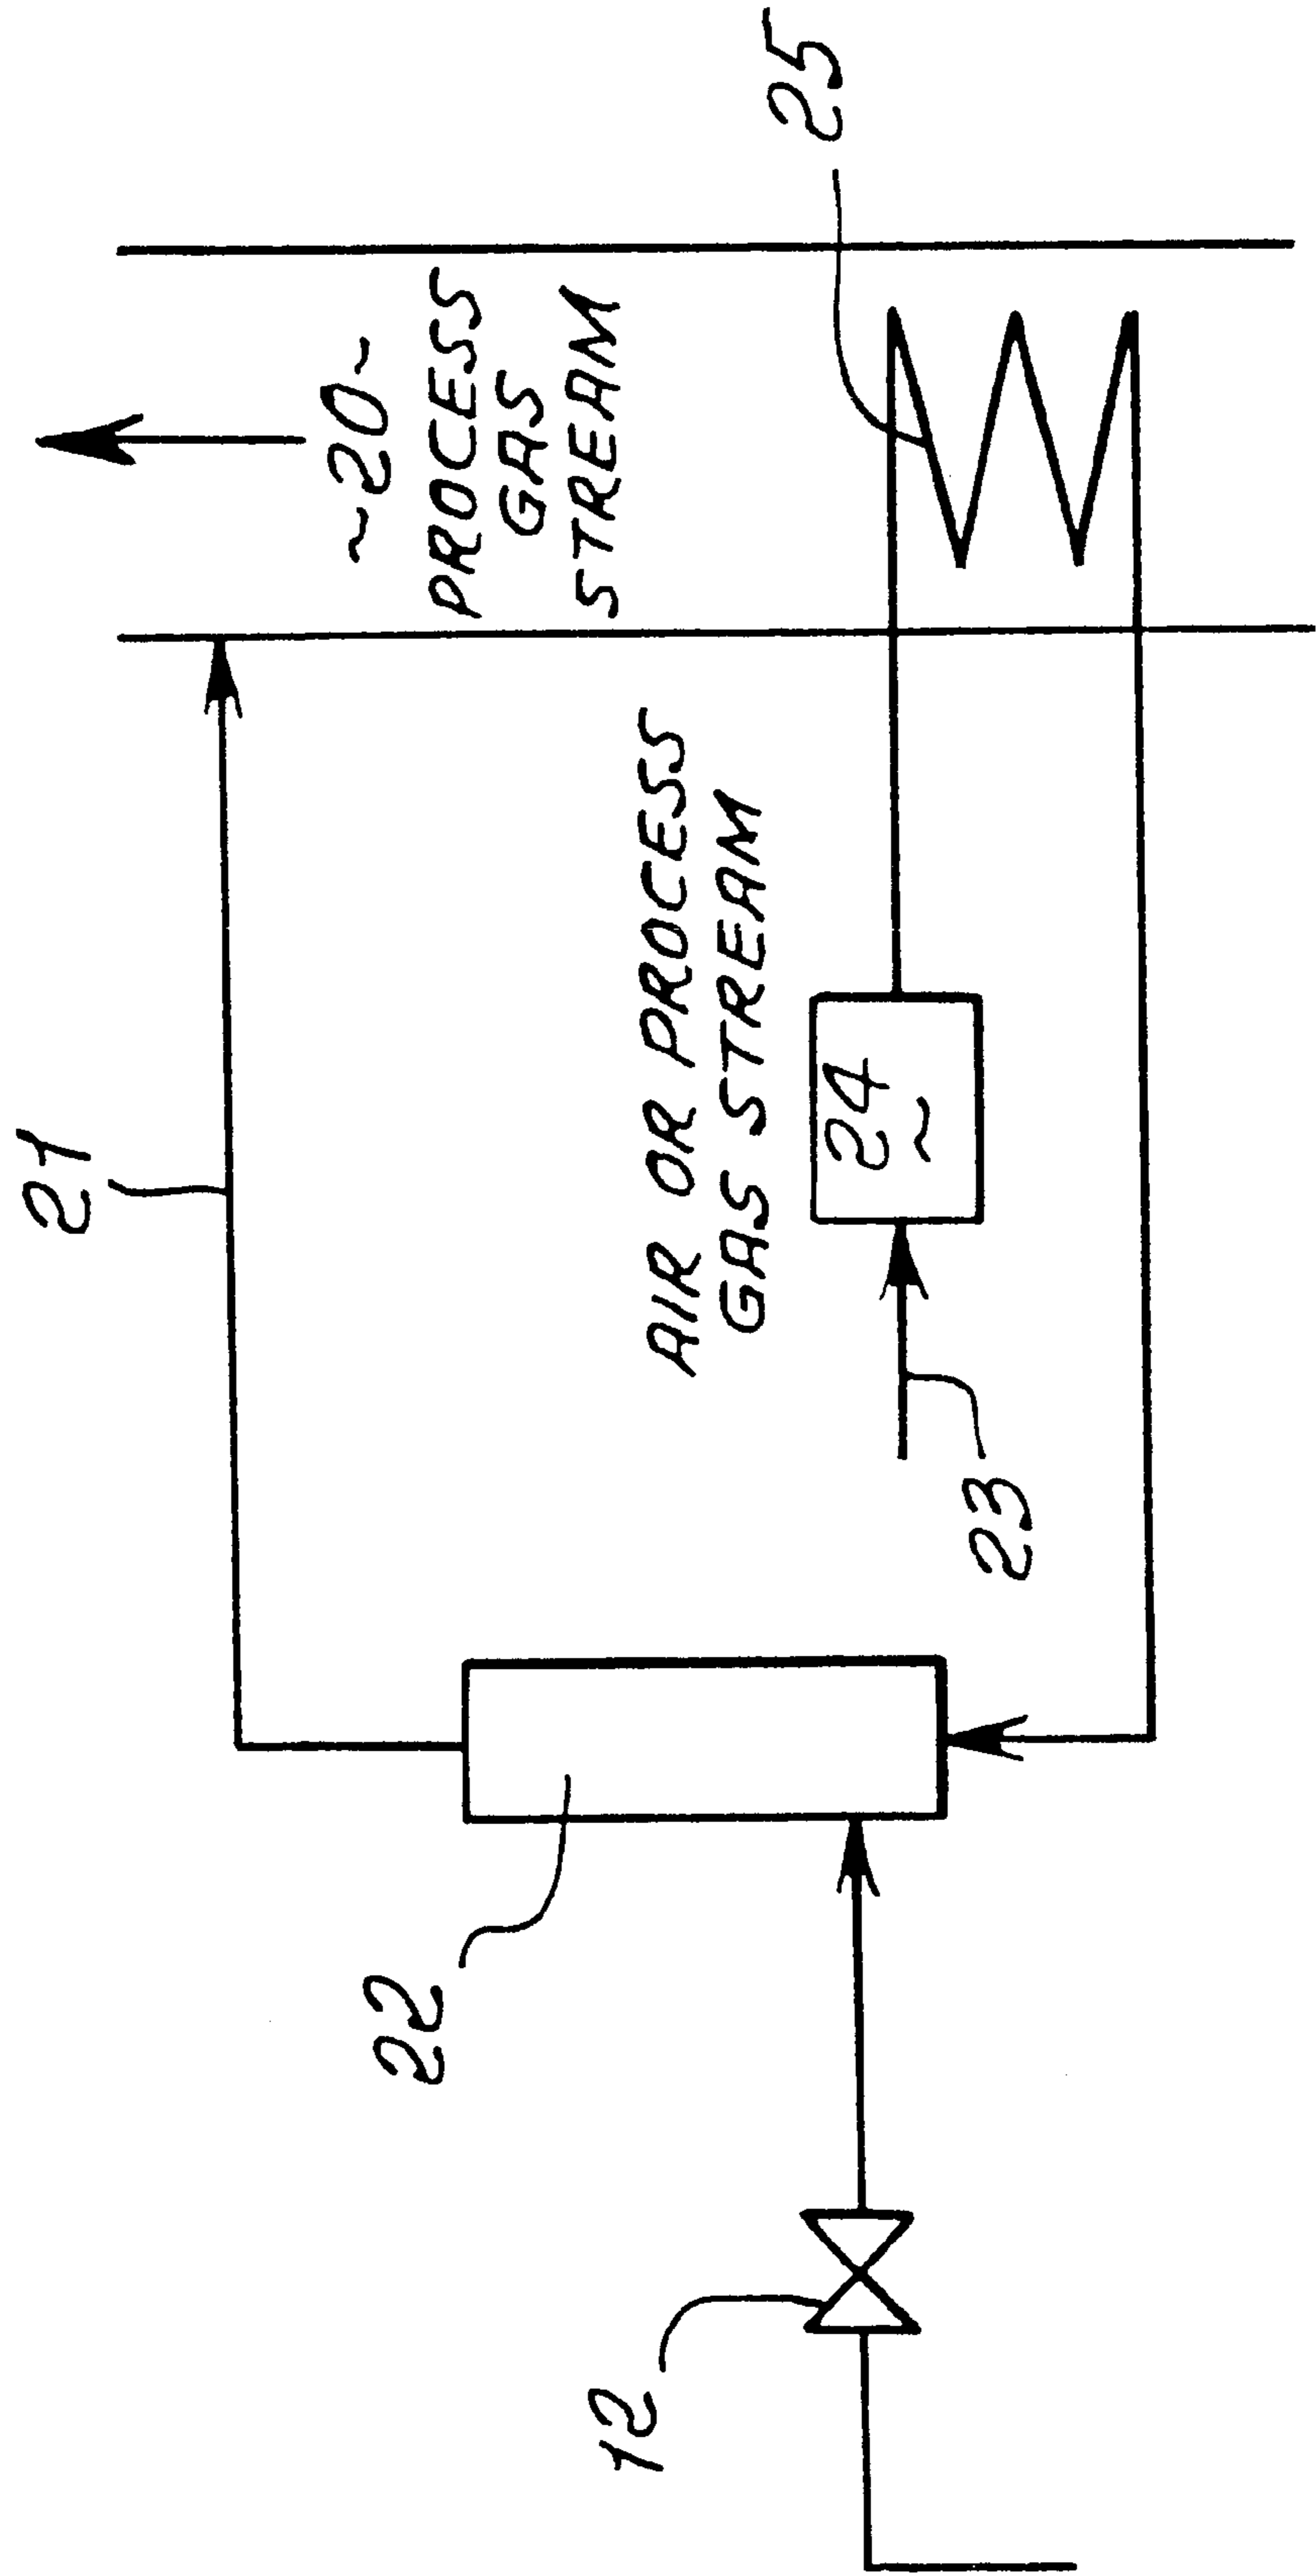 21
~20~
PROCESS
GAS
STREAM
25
AIR OR PROCESS
GAS STREAM
24
~
23
22
12